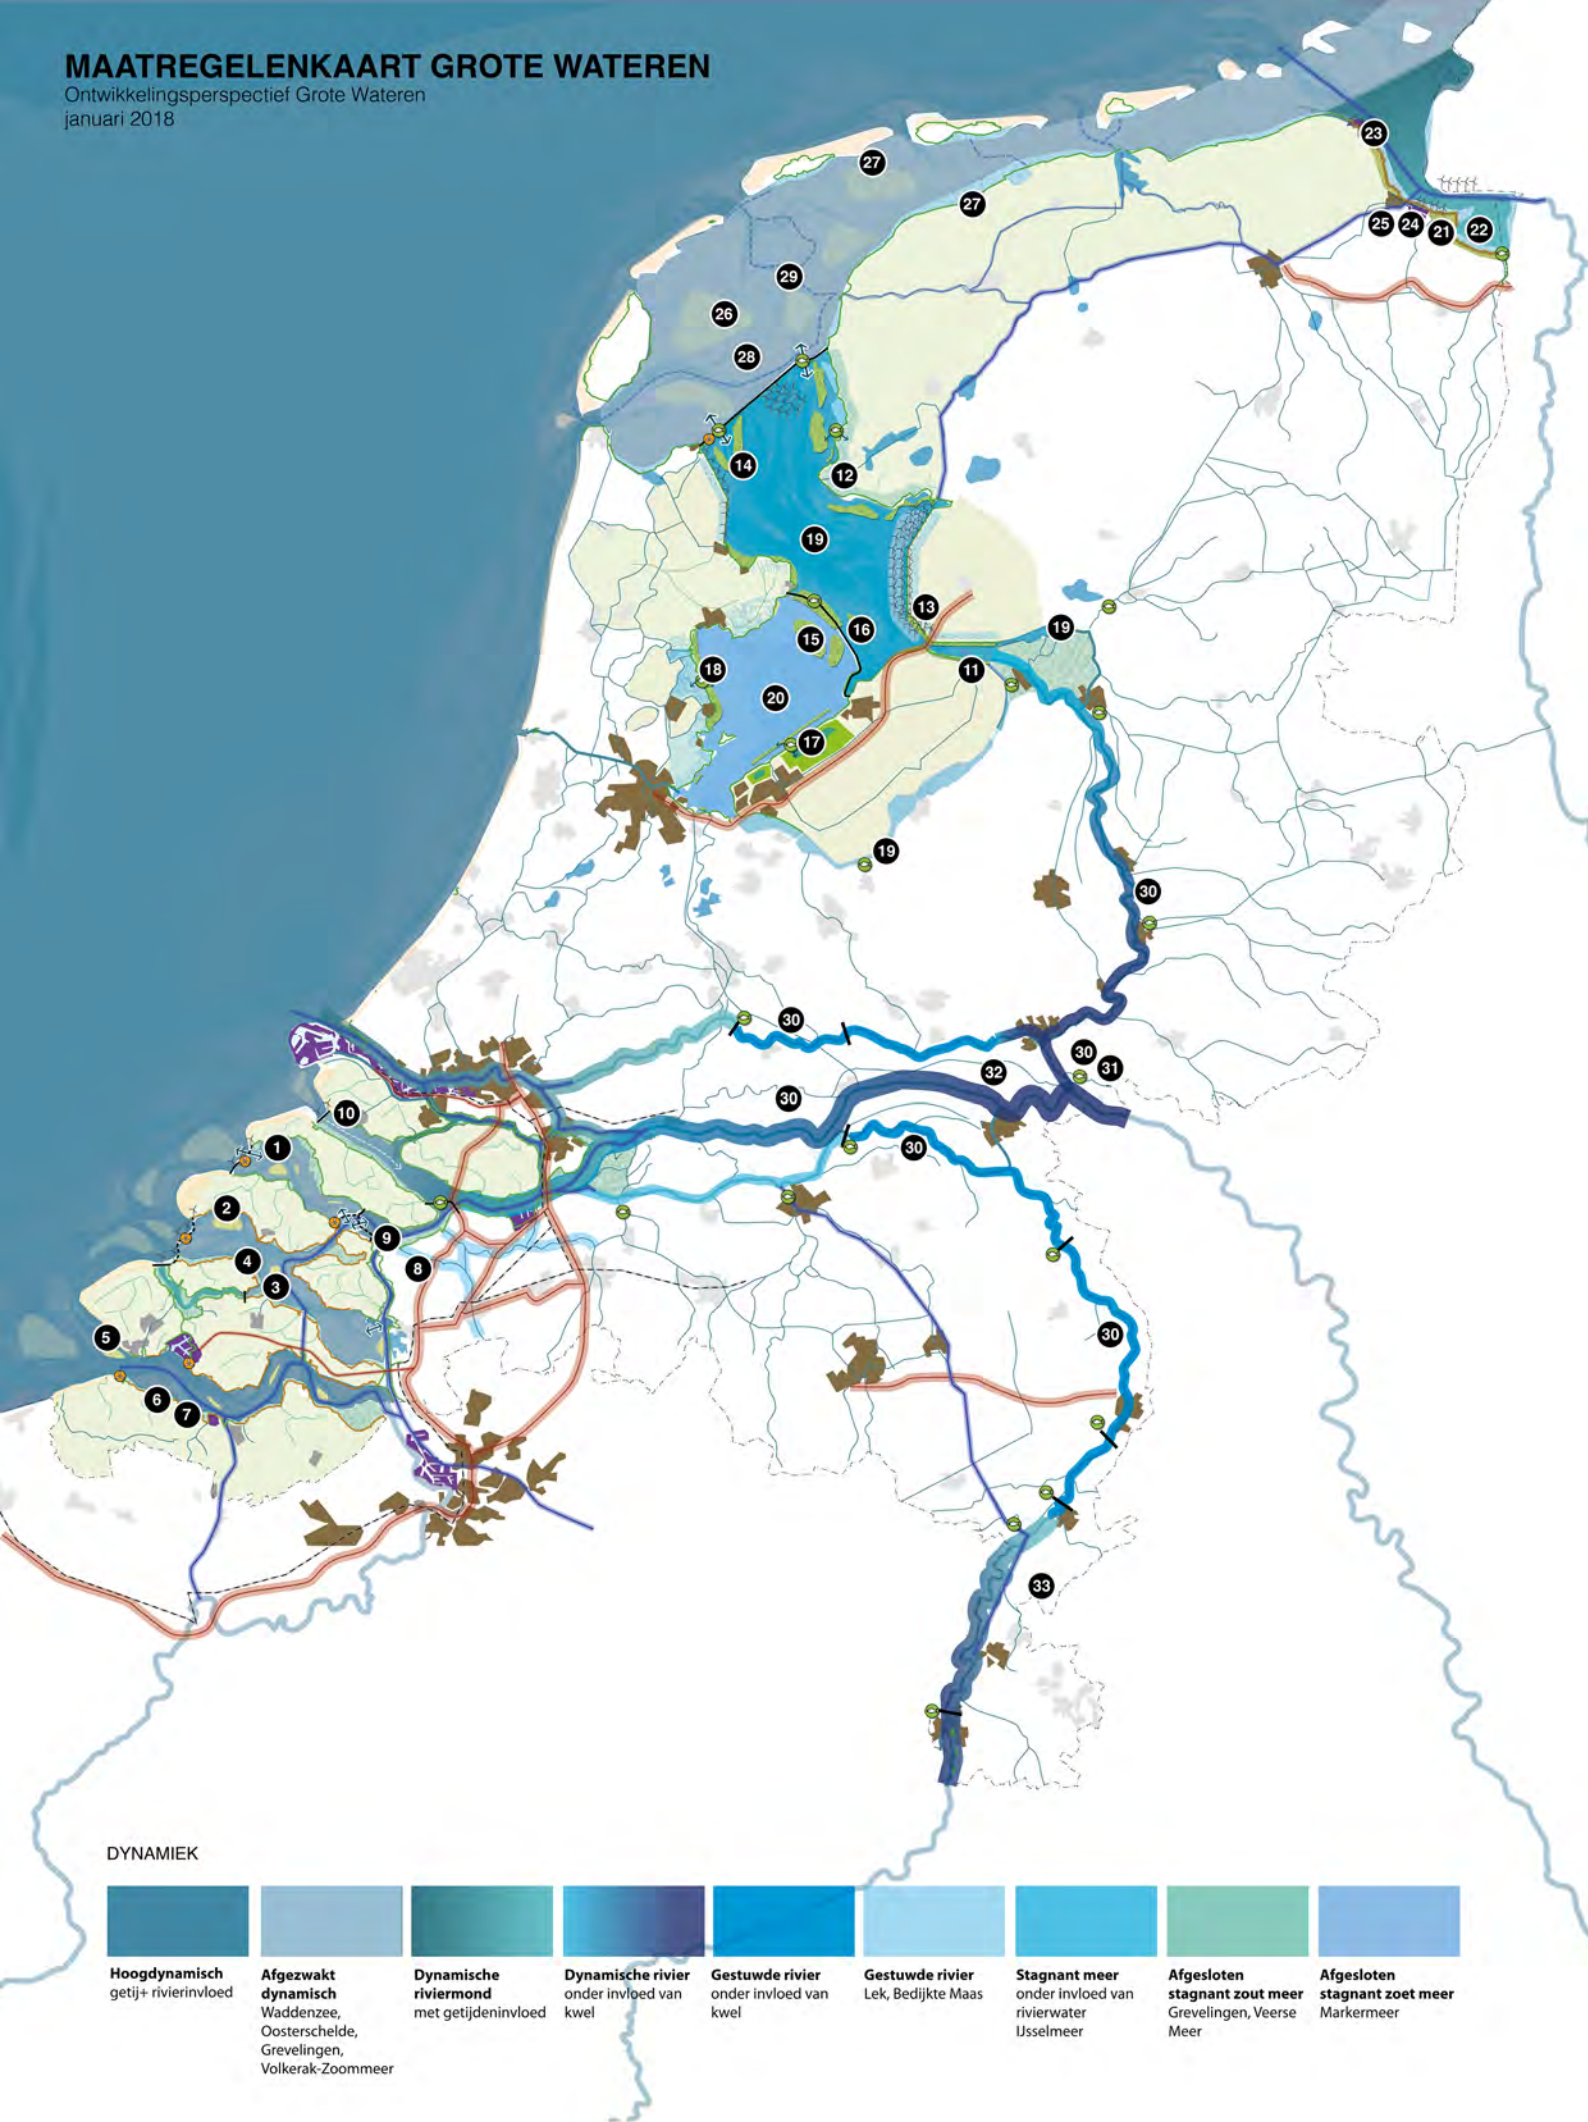 MAATREGELENKAART GROTE WATEREN
Ontwikkelingsperspectief Grote Wateren
januari 2018
23
27
27
25 24 21 22
29
26
28
14
12
19
13
16
15
19
18
11
20
17
19
30
30
30
31
32
30
10
1
30
2
9
4
8
3
5
30
6
7
33
DYNAMIEK
Hoogdynamisch
getij+ rivierinvloed
Afgezwakt
dynamisch
Waddenzee,
Oosterschelde,
Grevelingen,
Volkerak-Zoommeer
Dynamische
riviermond
met getijdeninvloed
Dynamische rivier
onder invloed van
kwel
Gestuwde rivier
onder invloed van
kwel
Gestuwde rivier
Lek, Bedijkte Maas
Stagnant meer
onder invloed van
rivierwater
IJsselmeer
Afgesloten
stagnant zout meer
Grevelingen, Veerse
Meer
Afgesloten
stagnant zoet meer
Markermeer